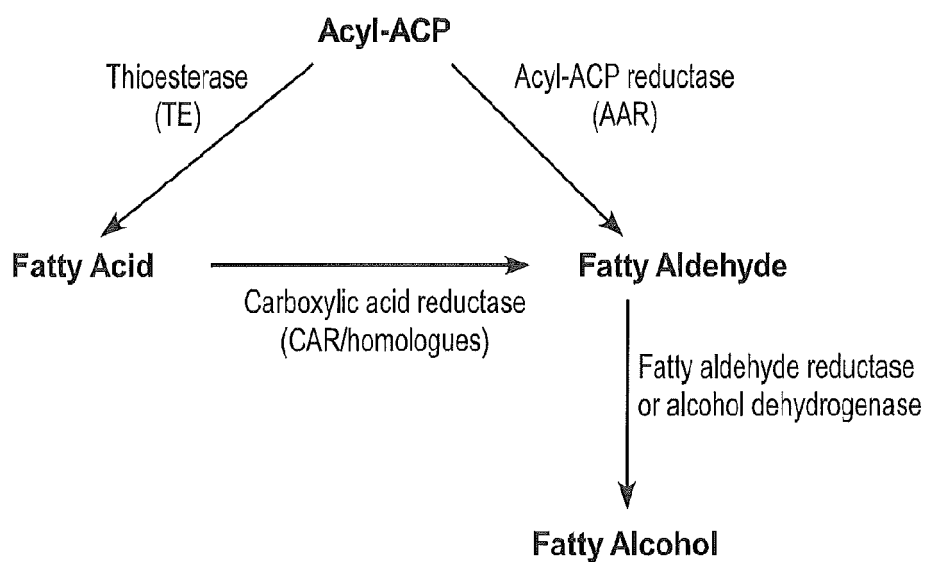 Acyl-ACP
Thioesterase
(TE)
Acyl-ACP reductase
(AAR)
Fatty Acid
Fatty Aldehyde
Carboxylic acid reductase
(CAR/homologues)
Fatty aldehyde reductase
or alcohol dehydrogenase
Fatty Alcohol